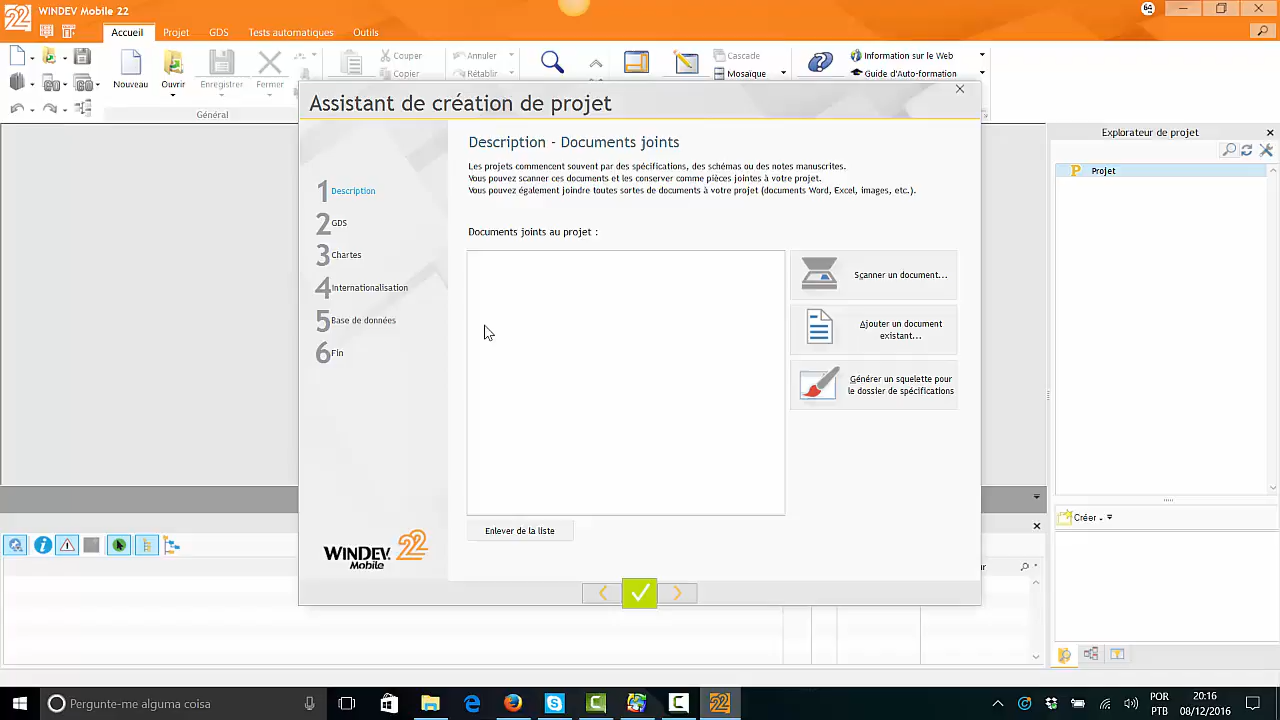 WINDEV Mobile 22
64
Accueil
Projet
GDS
Tests automatiques
Outils
Nouveau
Ouvrir
Enregistrer
Fermer
Couper
Copier
Annuler
Rétablir
Cascade
Mosaïque
Information sur le Web
Guide d'Auto-formation
Général
Assistant de création de projet
1 Description
2 GDS
3 Chartes
4 Internationalisation
5 Base de données
6 Fin
WINDEV 22
Mobile
Description - Documents joints
Les projets commencent souvent par des spécifications, des schémas ou des notes manuscrites.
Vous pouvez scanner ces documents et les conserver comme pièces jointes à votre projet.
Vous pouvez également joindre toutes sortes de documents à votre projet (documents Word, Excel, images, etc.).
Documents joints au projet :
Scanner un document...
Ajouter un document
existant...
Générer un squelette pour
le dossier de spécifications
Enlever de la liste
Explorateur de projet
Projet
Créer
Pergunte-me alguma coisa
POR
PTB
20:16
08/12/2016